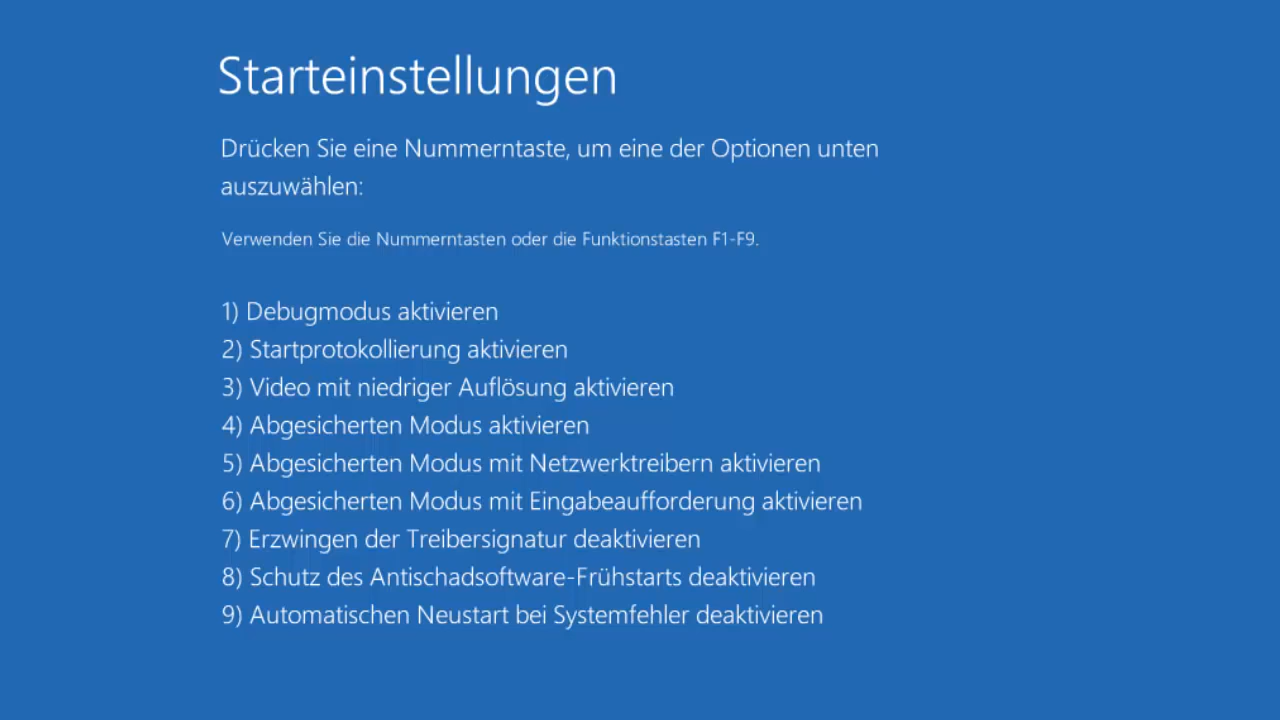 Starteinstellungen
Drücken Sie eine Nummerntaste, um eine der Optionen unten
auszuwählen:
Verwenden Sie die Nummerntasten oder die Funktionstasten F1-F9.
1) Debugmodus aktivieren
2) Startprotokollierung aktivieren
3) Video mit niedriger Auflösung aktivieren
4) Abgesicherten Modus aktivieren
5) Abgesicherten Modus mit Netzwerktreibern aktivieren
6) Abgesicherten Modus mit Eingabeaufforderung aktivieren
7) Erzwingen der Treibersignatur deaktivieren
8) Schutz des Antischadsoftware-Frühstarts deaktivieren
9) Automatischen Neustart bei Systemfehler deaktivieren